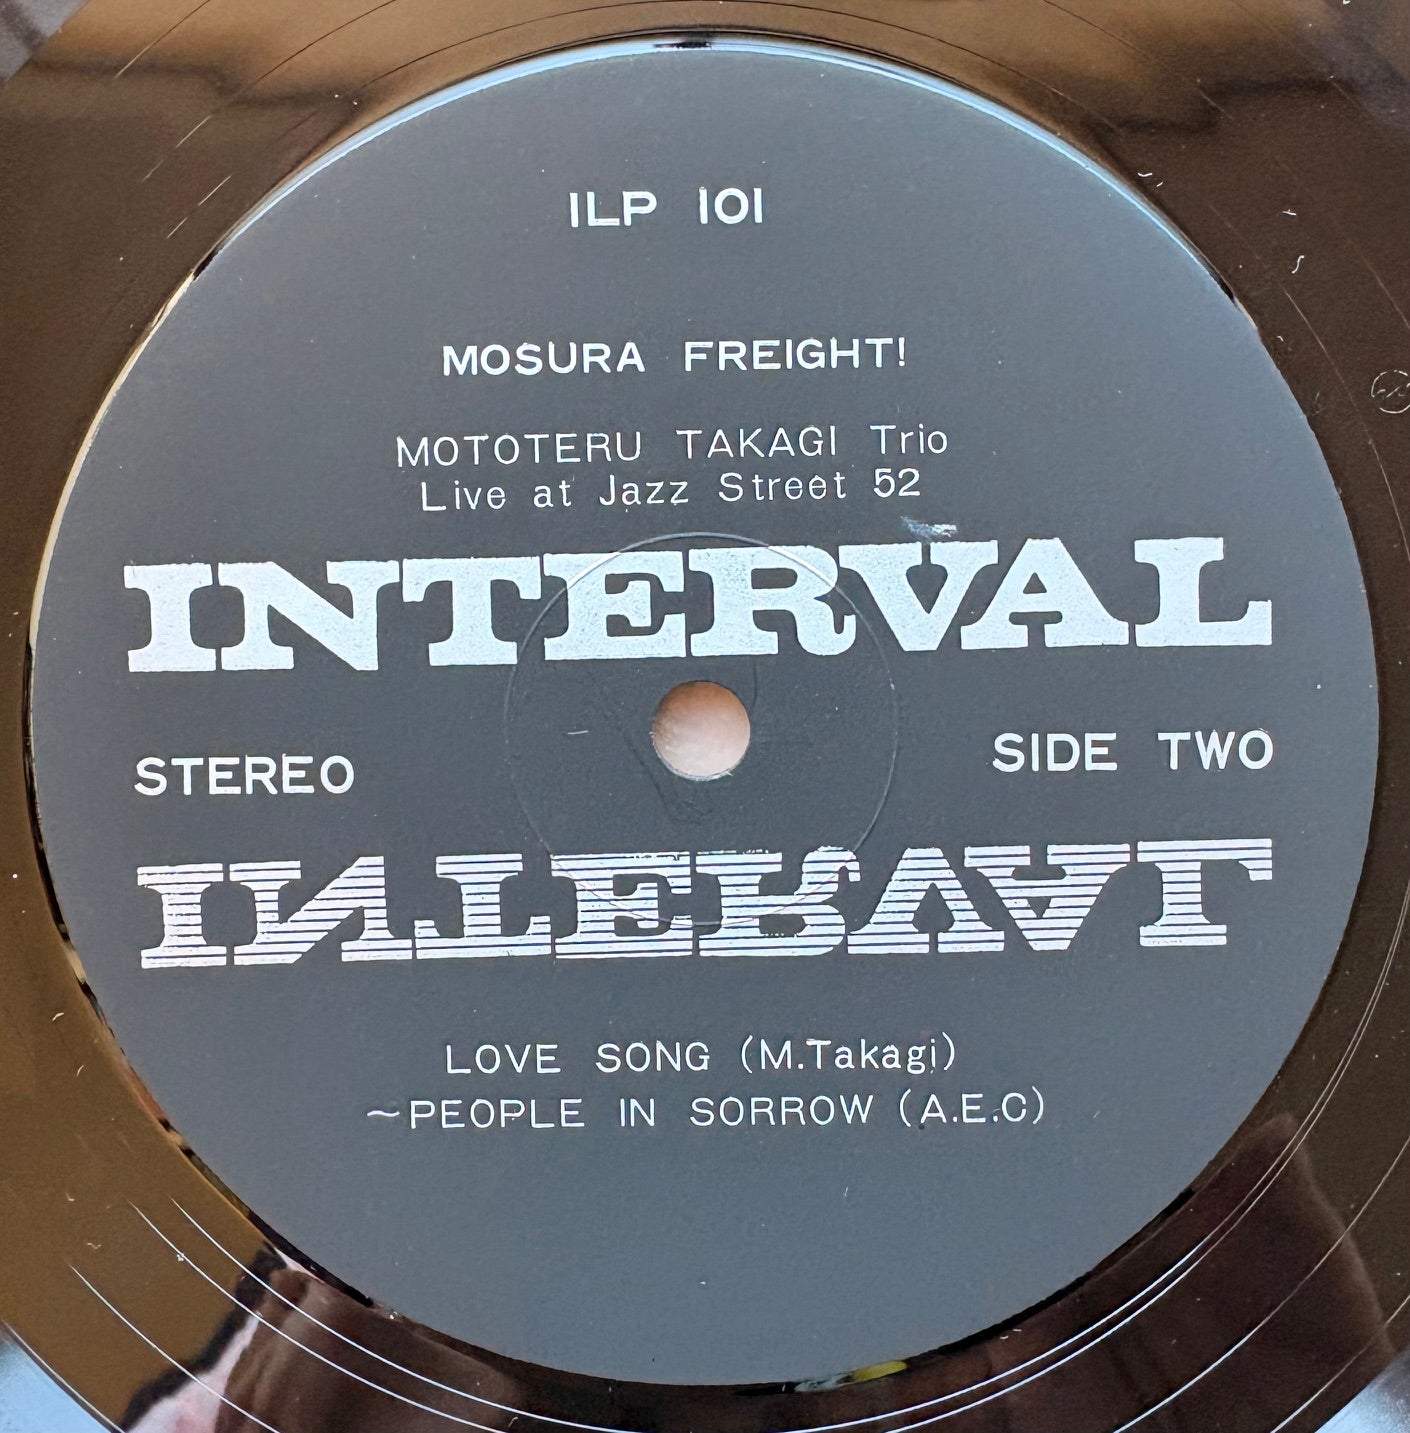 ILP 101
MOSURA FREIGHT!
MOTOTERU TAKAGI Trio
Live at Jazz Street 52
INTERVAL
STEREO
SIDE TWO
INTERVAL
LOVE SONG (M.Takagi)
~PEOPLE IN SORROW (A.E.C)